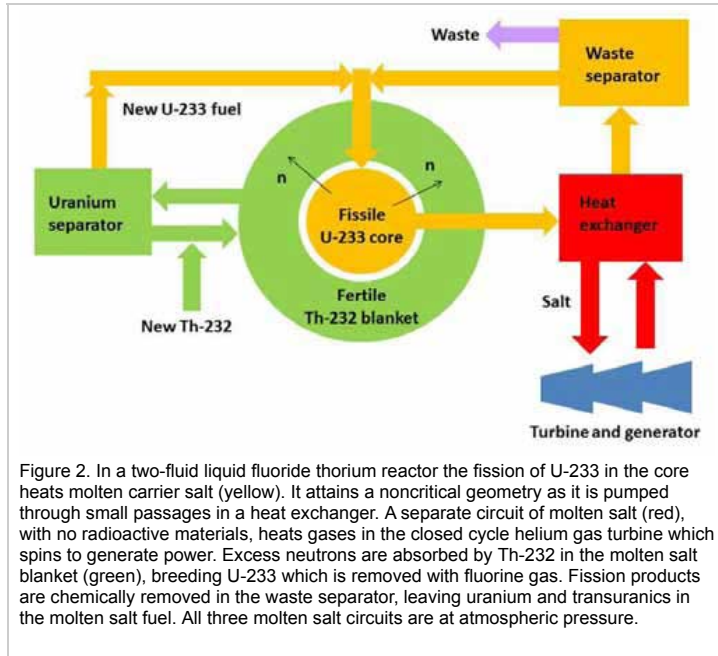 Waste
Waste
separator
New U-233 fuel
n
n
Uranium
separator
Fissile
U-233 core
Heat
exchanger
Fertile
Th-232 blanket
Salt
New Th-232
Turbine and generator
Figure 2. In a two-fluid liquid fluoride thorium reactor the fission of U-233 in the core
heats molten carrier salt (yellow). It attains a noncritical geometry as it is pumped
through small passages in a heat exchanger. A separate circuit of molten salt (red),
with no radioactive materials, heats gases in the closed cycle helium gas turbine which
spins to generate power. Excess neutrons are absorbed by Th-232 in the molten salt
blanket (green), breeding U-233 which is removed with fluorine gas. Fission products
are chemically removed in the waste separator, leaving uranium and transuranics in
the molten salt fuel. All three molten salt circuits are at atmospheric pressure.